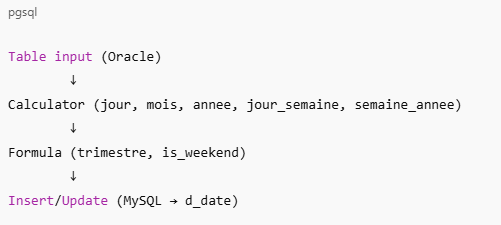 pgsql
Table input (Oracle)
↓
Calculator (jour, mois, annee, jour_semaine, semaine_annee)
↓
Formula (trimestre, is_weekend)
↓
Insert/Update (MySQL → d_date)